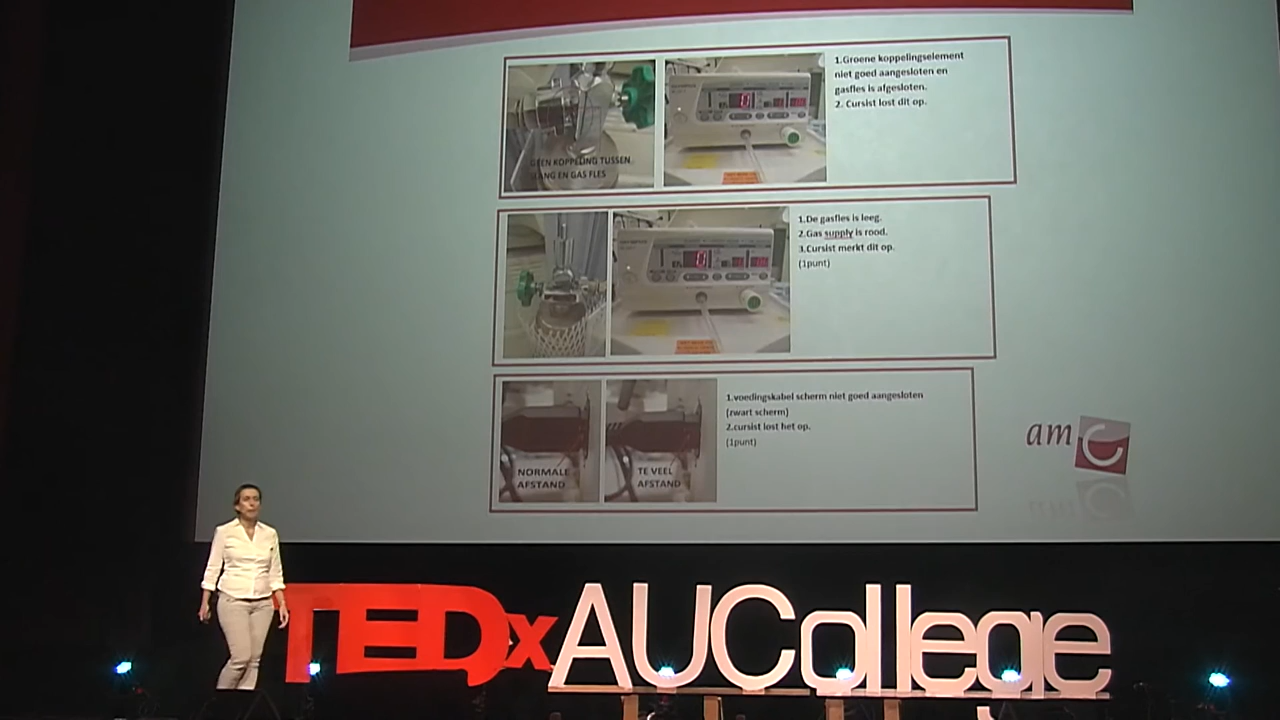 1.Groene koppelingselement
niet goed aangesloten en
gasfles is afgesloten.
2. Cursist lost dit op.
GEEN KOPPELING TUSSEN
SLANG EN GAS FLES
1.De gasfles is leeg.
2.Gas supply is rood.
3.Cursist merkt dit op.
(1punt)
1.voedingskabel scherm niet goed aangesloten
(zwart scherm)
2.cursist lost het op.
(1punt)
NORMALE
AFSTAND
TE VEEL
AFSTAND
amc
TEDxAUCollege